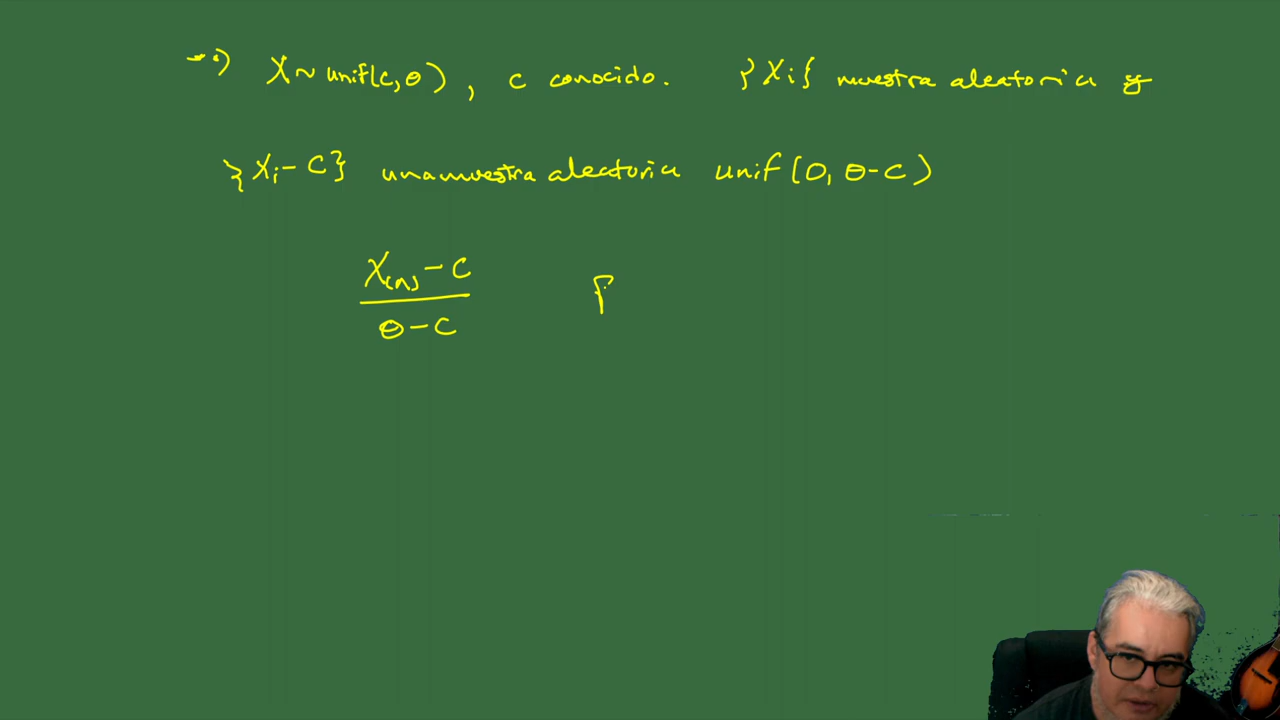 →•) X ~ unif(c, θ), c conocido. {Xi} muestra aleatoria y
{Xi - C} una muestra aleatoria unif(0, θ-C)
X(n) - C
θ - C
P